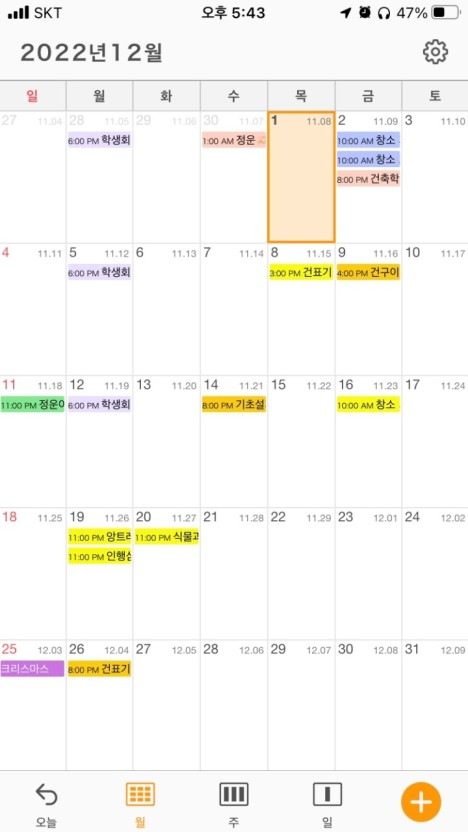 SKT 오후 5:43 47%
2022년12월
일 월 화 수 목 금 토
27 11.04 28 11.05 29 11.06 30 11.07 1 11.08 2 11.09 3 11.10
6:00 PM 학생회 1:00 AM 정운 10:00 AM 창소
10:00 AM 창소
8:00 PM 건축학
4 11.11 5 11.12 6 11.13 7 11.14 8 11.15 9 11.16 10 11.17
6:00 PM 학생회 3:00 PM 건표기 4:00 PM 건구이
11 11.18 12 11.19 13 11.20 14 11.21 15 11.22 16 11.23 17 11.24
11:00 PM 정운이 6:00 PM 학생회 8:00 PM 기초설 10:00 AM 창소
18 11.25 19 11.26 20 11.27 21 11.28 22 11.29 23 12.01 24 12.02
11:00 PM 앙트레 11:00 PM 식물과
11:00 PM 인행심
25 12.03 26 12.04 27 12.05 28 12.06 29 12.07 30 12.08 31 12.09
크리스마스 8:00 PM 건표기
오늘 월 주 일